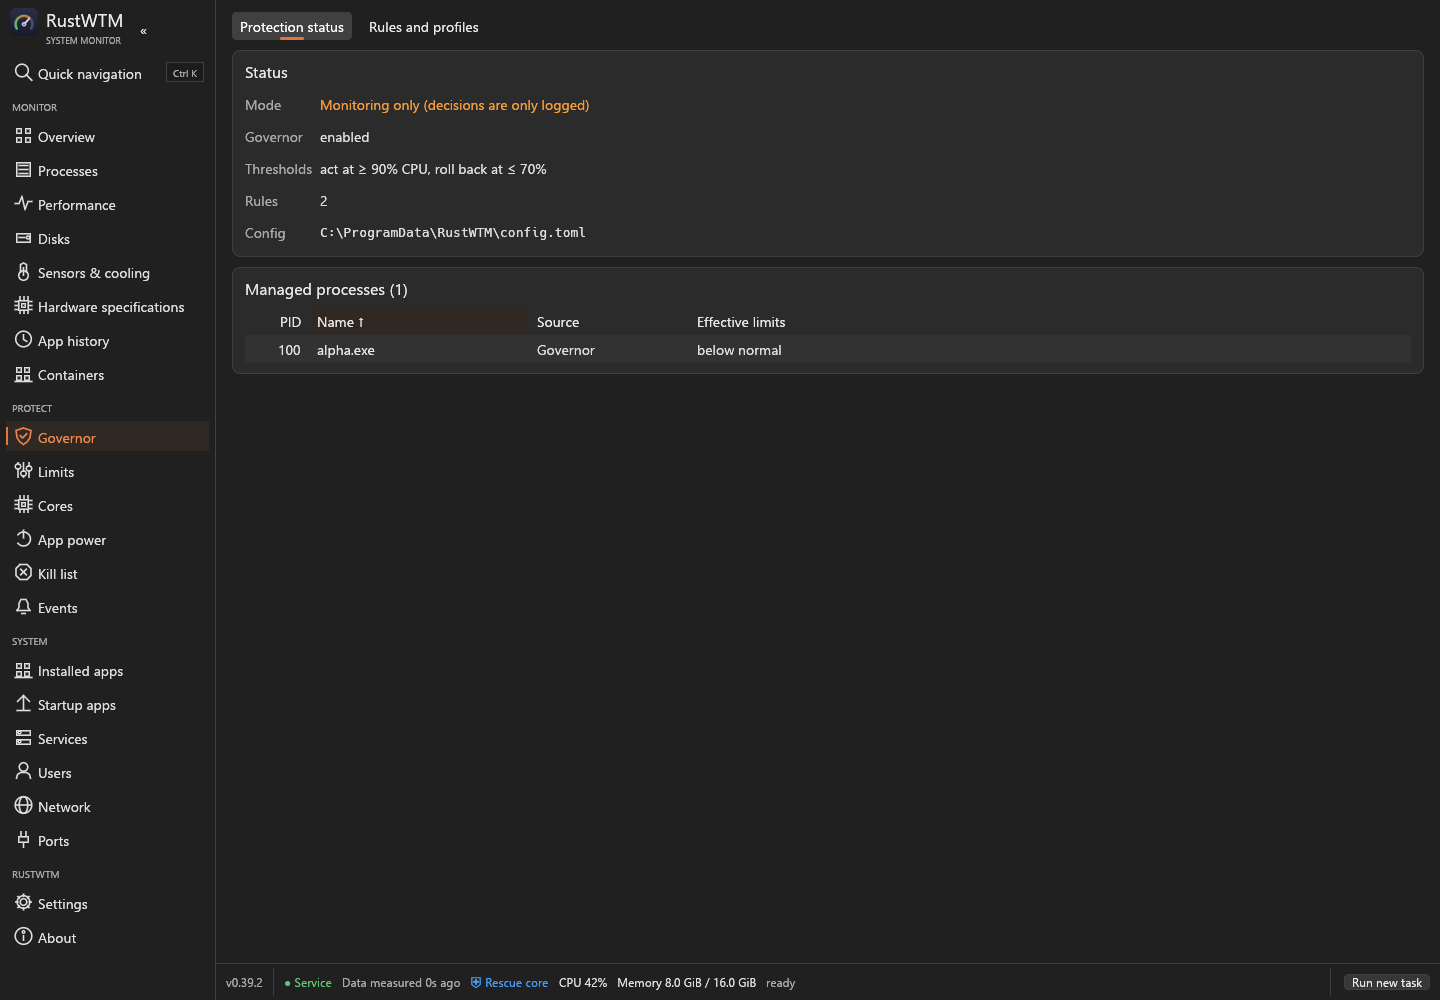 RustWTM
SYSTEM MONITOR
«
Quick navigation
Ctrl K
MONITOR
Overview
Processes
Performance
Disks
Sensors & cooling
Hardware specifications
App history
Containers
PROTECT
Governor
Limits
Cores
App power
Kill list
Events
SYSTEM
Installed apps
Startup apps
Services
Users
Network
Ports
RUSTWTM
Settings
About
Protection status
Rules and profiles
Status
Mode Monitoring only (decisions are only logged)
Governor enabled
Thresholds act at ≥ 90% CPU, roll back at ≤ 70%
Rules 2
Config C:\ProgramData\RustWTM\config.toml
Managed processes (1)
PID Name ↑ Source Effective limits
100 alpha.exe Governor below normal
v0.39.2 ● Service Data measured 0s ago Rescue core CPU 42% Memory 8.0 GiB / 16.0 GiB ready Run new task